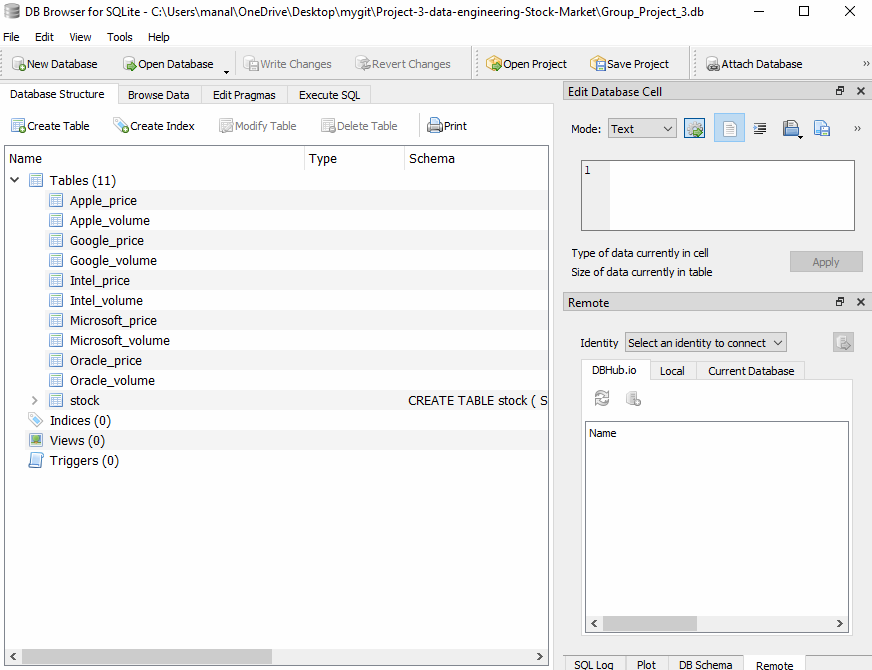 DB Browser for SQLite - C:\Users\manal\OneDrive\Desktop\mygit\Project-3-data-engineering-Stock-Market\Group_Project_3.db
File Edit View Tools Help
New Database Open Database Write Changes Revert Changes Open Project Save Project Attach Database »
Database Structure Browse Data Edit Pragmas Execute SQL
Create Table Create Index Modify Table Delete Table Print
Name Type Schema
Tables (11)
Apple_price
Apple_volume
Google_price
Google_volume
Intel_price
Intel_volume
Microsoft_price
Microsoft_volume
Oracle_price
Oracle_volume
stock CREATE TABLE stock ( S
Indices (0)
Views (0)
Triggers (0)
Edit Database Cell
Mode: Text »
1
Type of data currently in cell
Size of data currently in table
Apply
Remote
Identity Select an identity to connect
DBHub.io Local Current Database
Name
SQL Log Plot DB Schema Remote